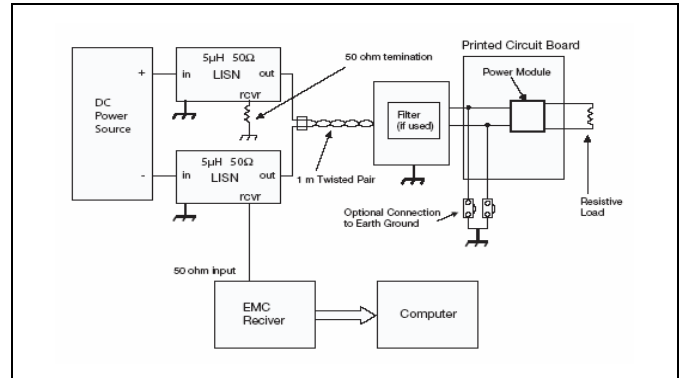 Printed Circuit Board
Power Module
5µH 50Ω
LISN
in
out
rcvr
50 ohm temination
+
DC
Power
Source
-
5µH 50Ω
LISN
in
out
rcvr
1 m Twisted Pair
Filter
(if used)
Optional Connection
to Earth Ground
Resistive
Load
50 ohm input
EMC
Reciver
Computer